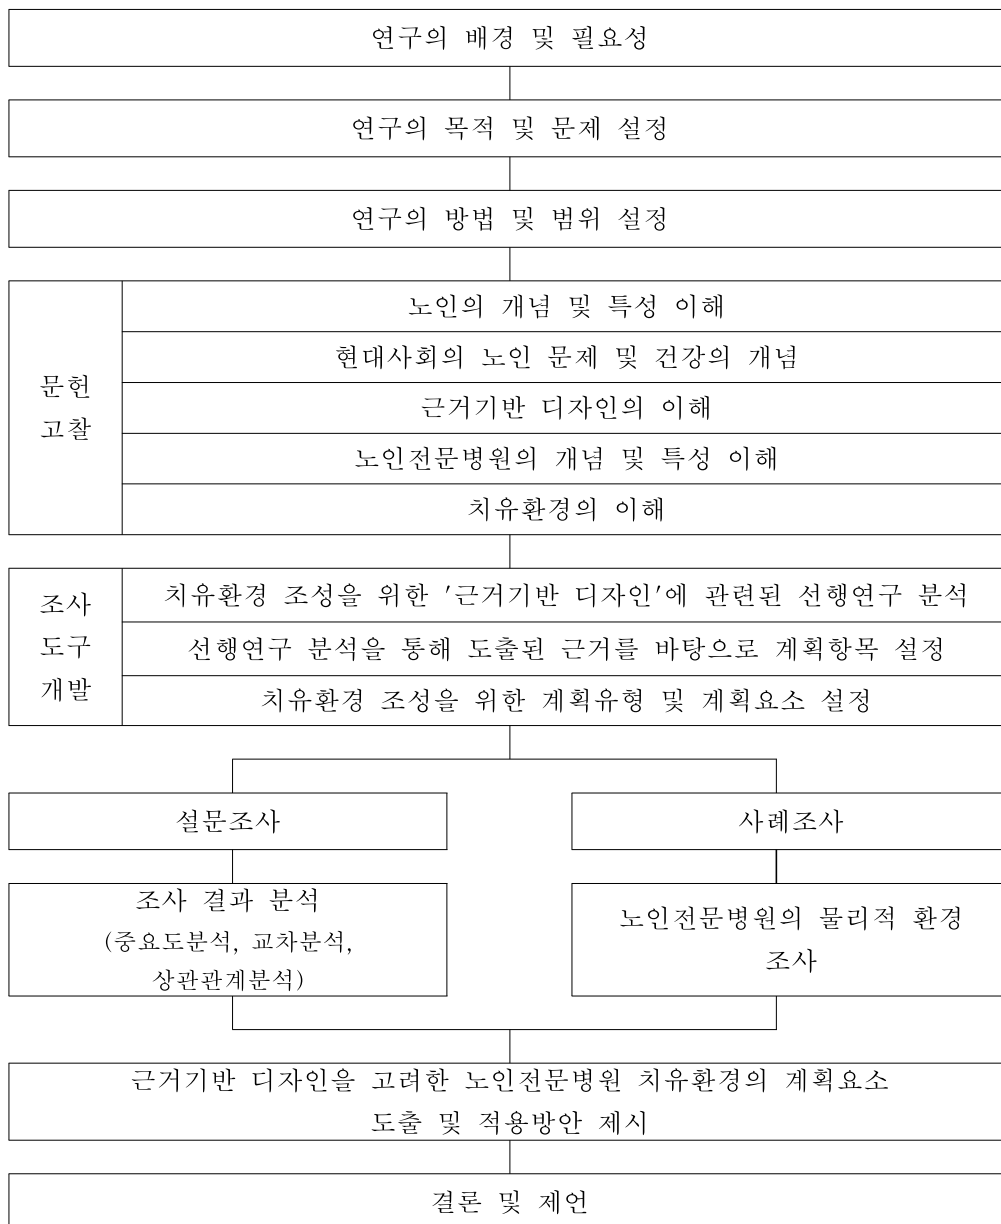 연구의 배경 및 필요성
연구의 목적 및 문제 설정
연구의 방법 및 범위 설정
문헌
고찰
노인의 개념 및 특성 이해
현대사회의 노인 문제 및 건강의 개념
근거기반 디자인의 이해
노인전문병원의 개념 및 특성 이해
치유환경의 이해
조사
도구
개발
치유환경 조성을 위한 '근거기반 디자인'에 관련된 선행연구 분석
선행연구 분석을 통해 도출된 근거를 바탕으로 계획항목 설정
치유환경 조성을 위한 계획유형 및 계획요소 설정
설문조사
조사 결과 분석
(중요도분석, 교차분석,
상관관계분석)
사례조사
노인전문병원의 물리적 환경
조사
근거기반 디자인을 고려한 노인전문병원 치유환경의 계획요소
도출 및 적용방안 제시
결론 및 제언